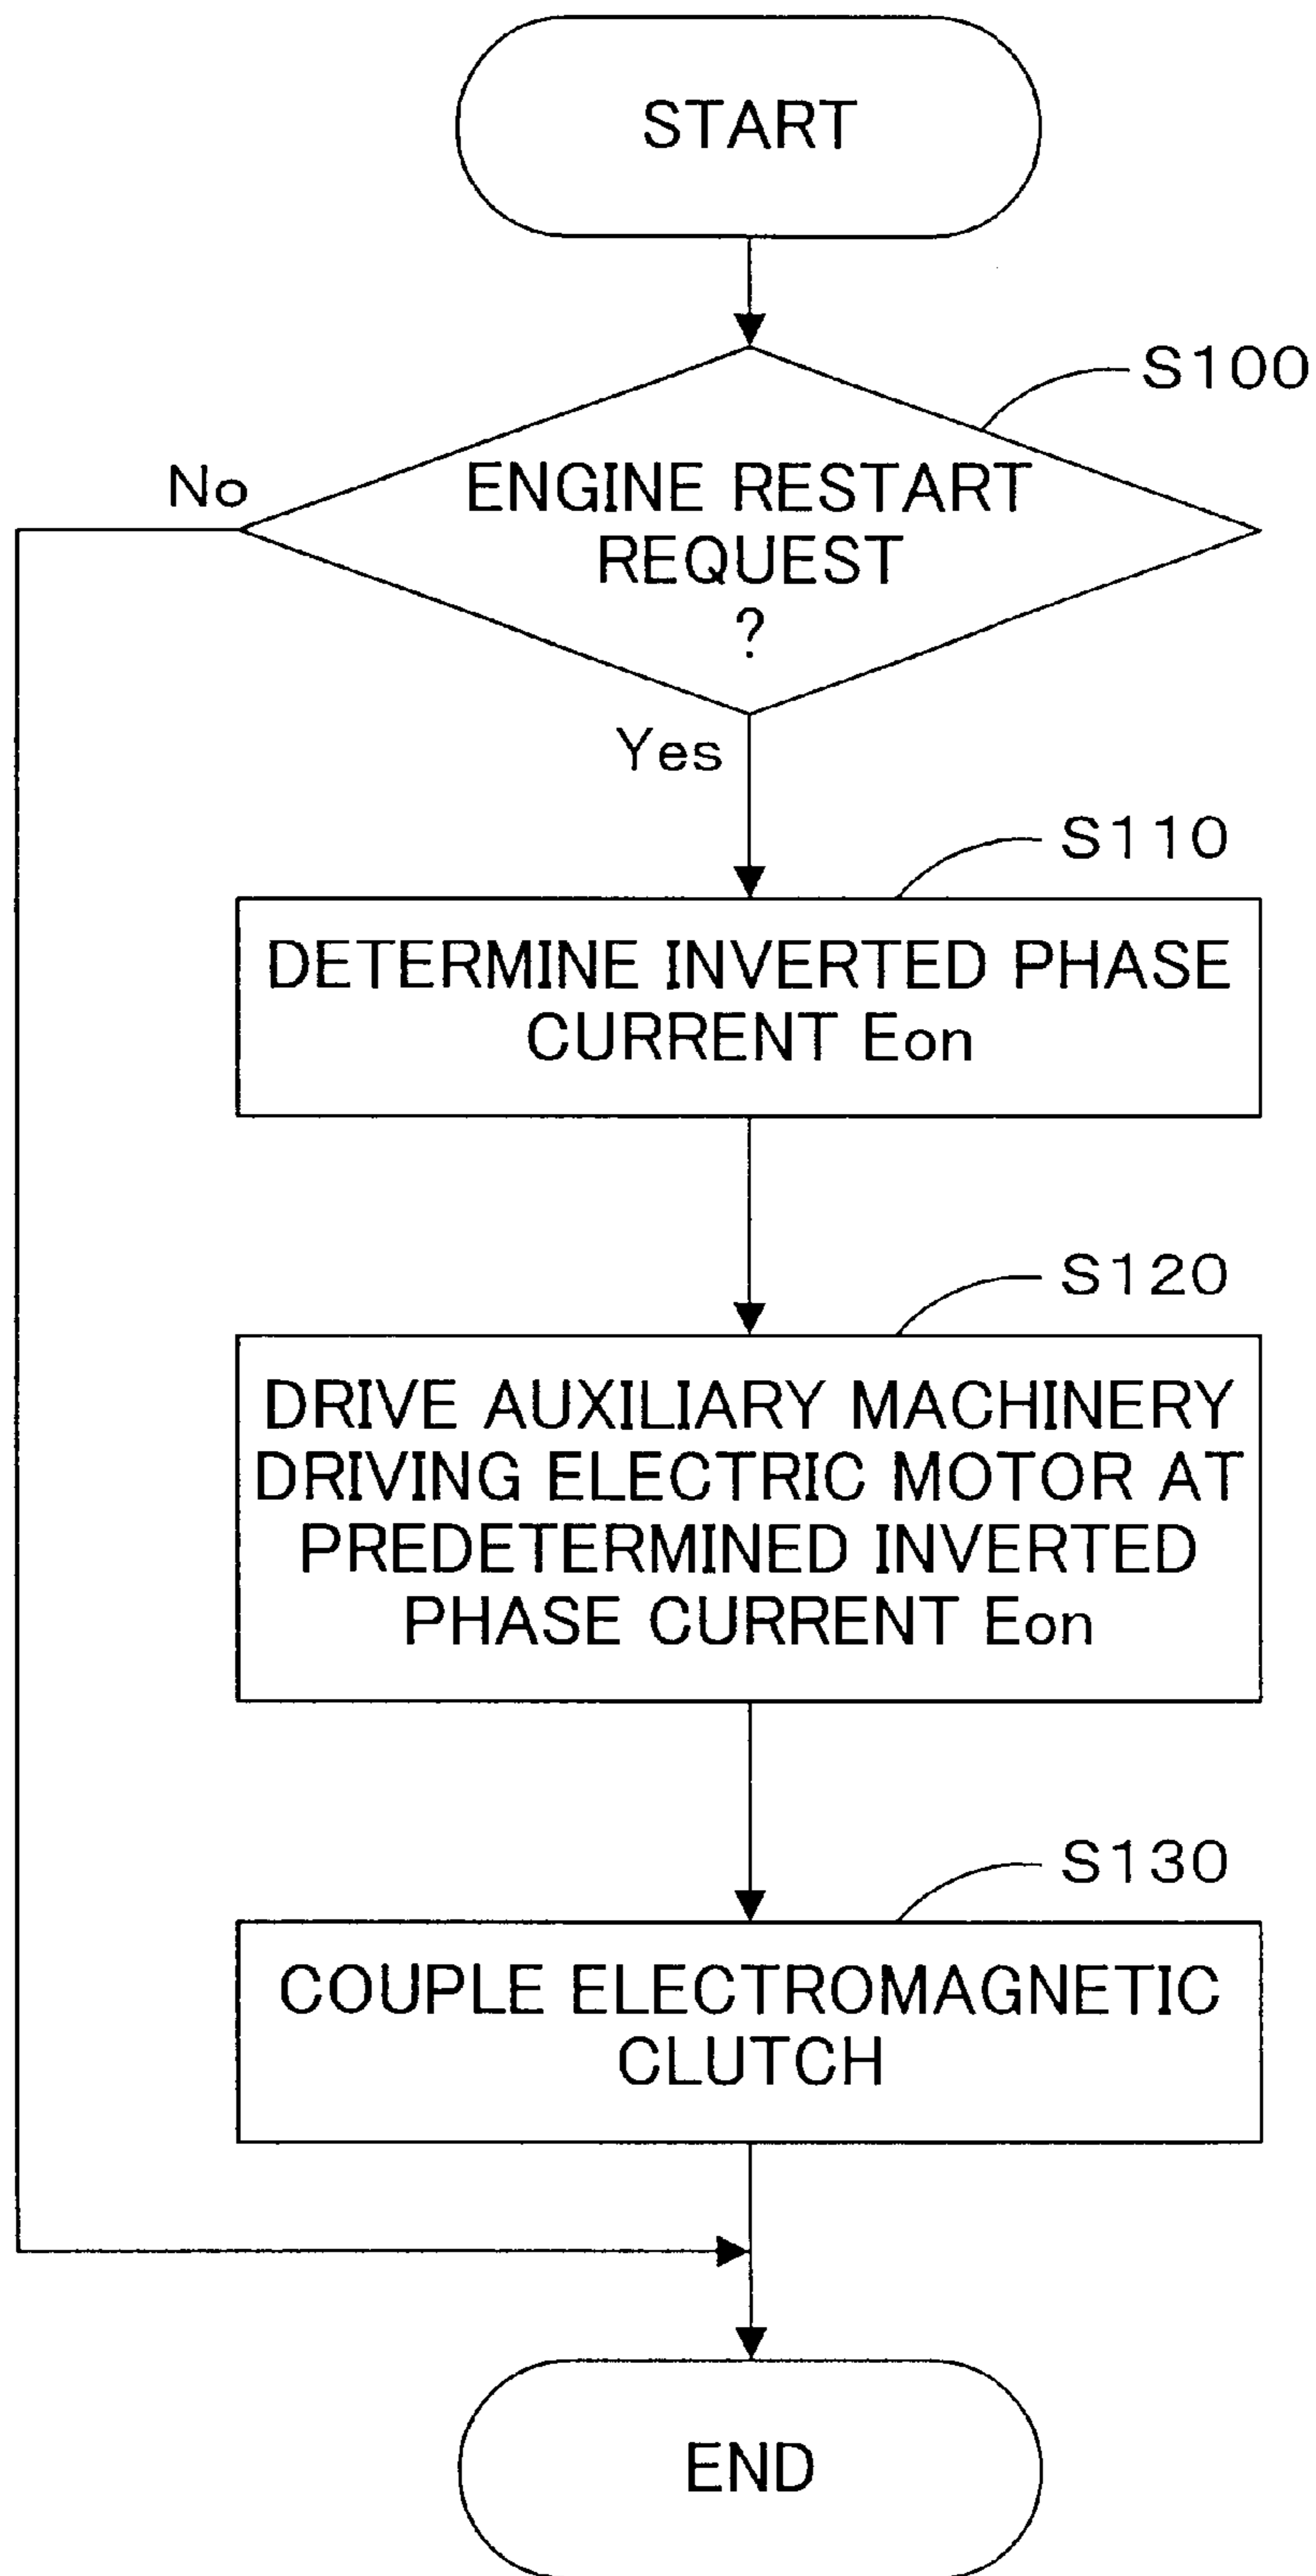 START
S100
No
ENGINE RESTART
REQUEST
?
Yes
S110
DETERMINE INVERTED PHASE
CURRENT Eon
S120
DRIVE AUXILIARY MACHINERY
DRIVING ELECTRIC MOTOR AT
PREDETERMINED INVERTED
PHASE CURRENT Eon
S130
COUPLE ELECTROMAGNETIC
CLUTCH
END